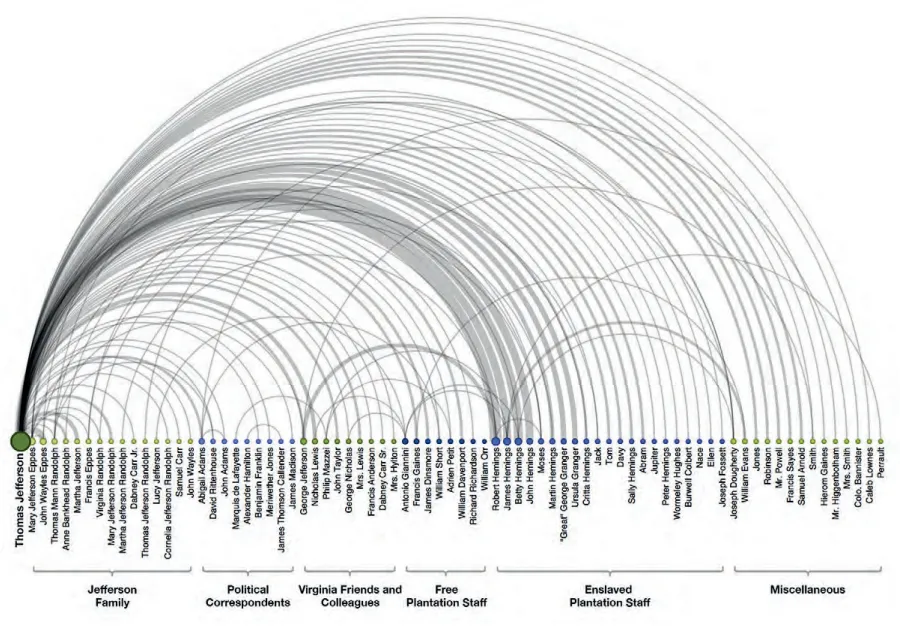 Thomas Jefferson
Mary Jefferson Eppes
John Wayles Eppes
Thomas Mann Randolph
Anne Bankhead Randolph
Martha Jefferson
Francis Eppes
Virginia Randolph
Mary Jefferson Randolph
Martha Jefferson Randolph
Dabney Carr Jr.
Thomas Jefferson Randolph
Lucy Jefferson
Cornelia Jefferson Randolph
Samuel Carr
John Wayles
Abigail Adams
David Rittenhouse
John Adams
Marquis de Lafayette
Alexander Hamilton
Benjamin Franklin
Meriwether Jones
James Thomson Callender
James Madison
George Jefferson
Nicholas Lewis
Philip Mazzei
John Taylor
George Nicholas
Mrs. Lewis
Francis Anderson
Dabney Carr Sr.
Antonio Giannini
Francis Gaines
James Dinsmore
William Short
Adrien Petit
William Davenport
Richard Richardson
William Orr
Robert Hemings
James Hemings
Betty Hemings
John Hemings
Moses
Martin Hemings
"Great" George Granger
Ursula Granger
Critta Hemings
Jack
Tom
Davy
Sally Hemings
Abram
Jupiter
Peter Hemings
Wormeley Hughes
Burwell Colbert
Isabel
Ellen
Joseph Fossett
Joseph Dougherty
William Evans
Jones
Robinson
Mr. Powell
Francis Sayes
Samuel Arnold
Smith
Hierom Gaines
Mr. Higgenbotham
Mrs. Smith
Colo. Bannister
Caleb Lownes
Perrault
Jefferson
Family
Political
Correspondents
Virginia Friends and
Colleagues
Free
Plantation Staff
Enslaved
Plantation Staff
Miscellaneous